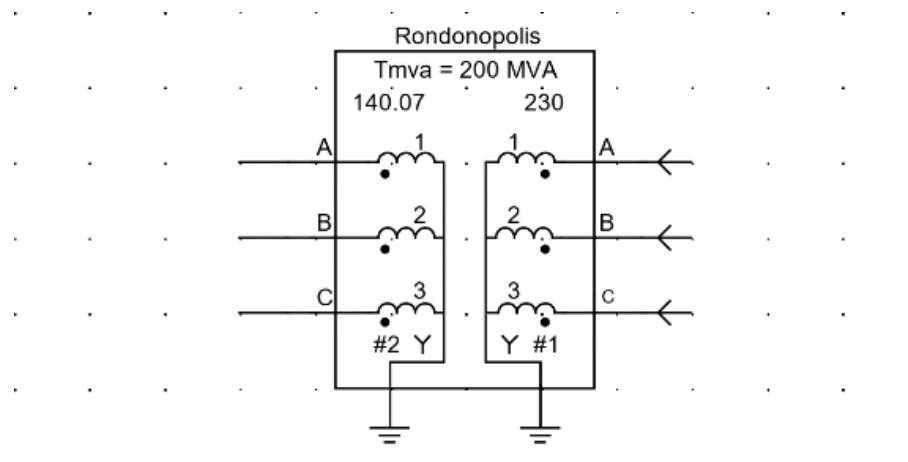 Rondonopolis
Tmva = 200 MVA
140.07 230
A 1 1 A
B 2 2 B
C 3 3 C
#2 Y Y #1